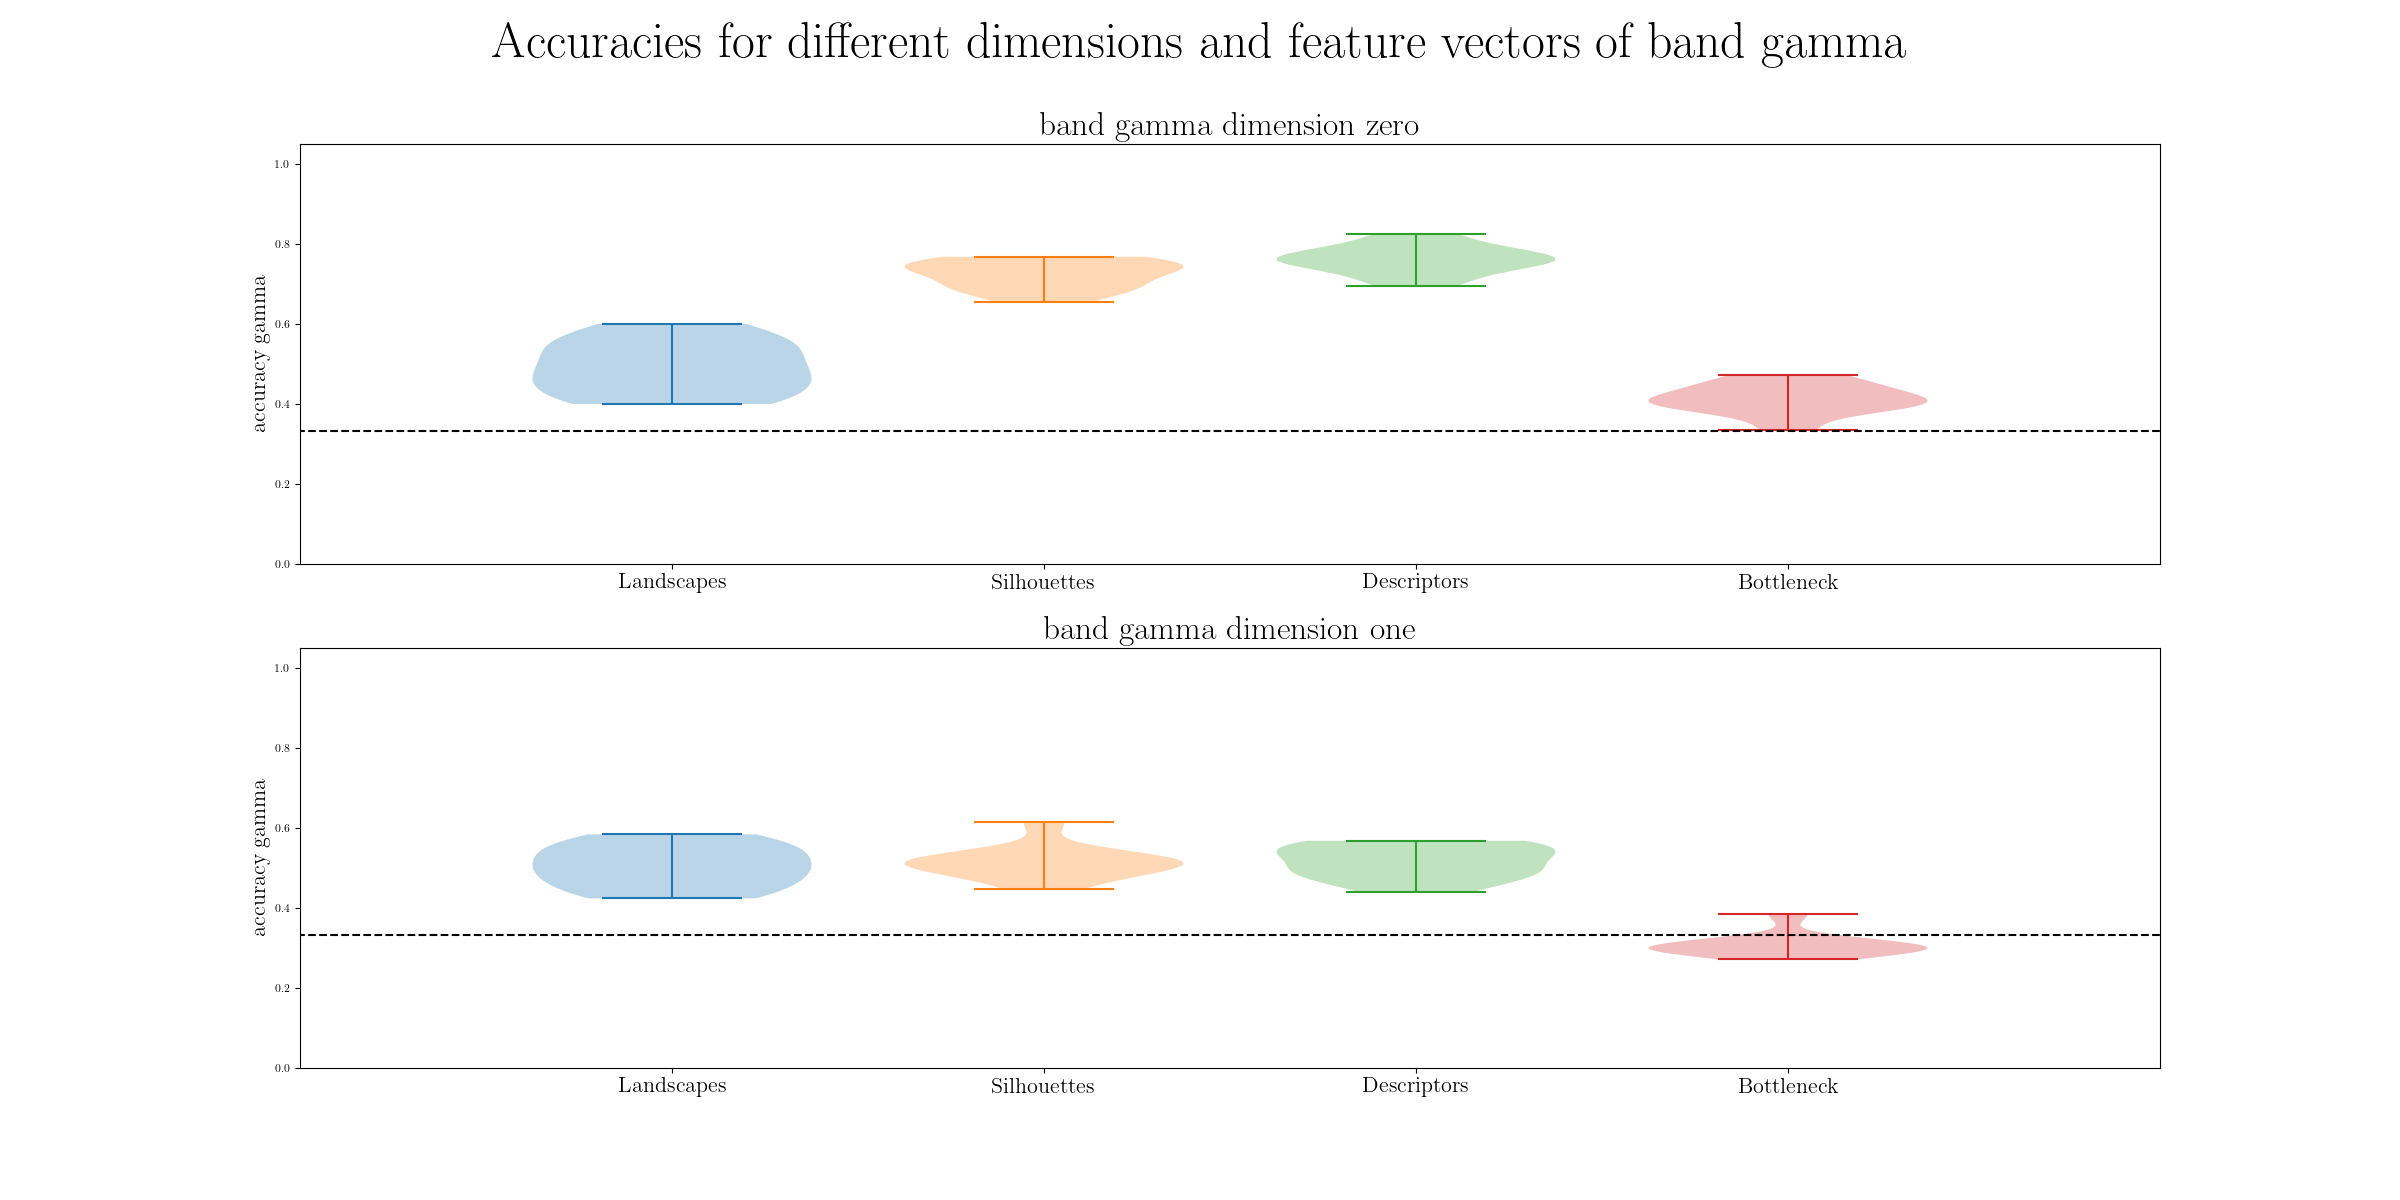 Accuracies for different dimensions and feature vectors of band gamma
band gamma dimension zero
1.0
0.8
0.6
0.4
0.2
0.0
accuracy gamma
Landscapes Silhouettes Descriptors Bottleneck
band gamma dimension one
1.0
0.8
0.6
0.4
0.2
0.0
accuracy gamma
Landscapes Silhouettes Descriptors Bottleneck